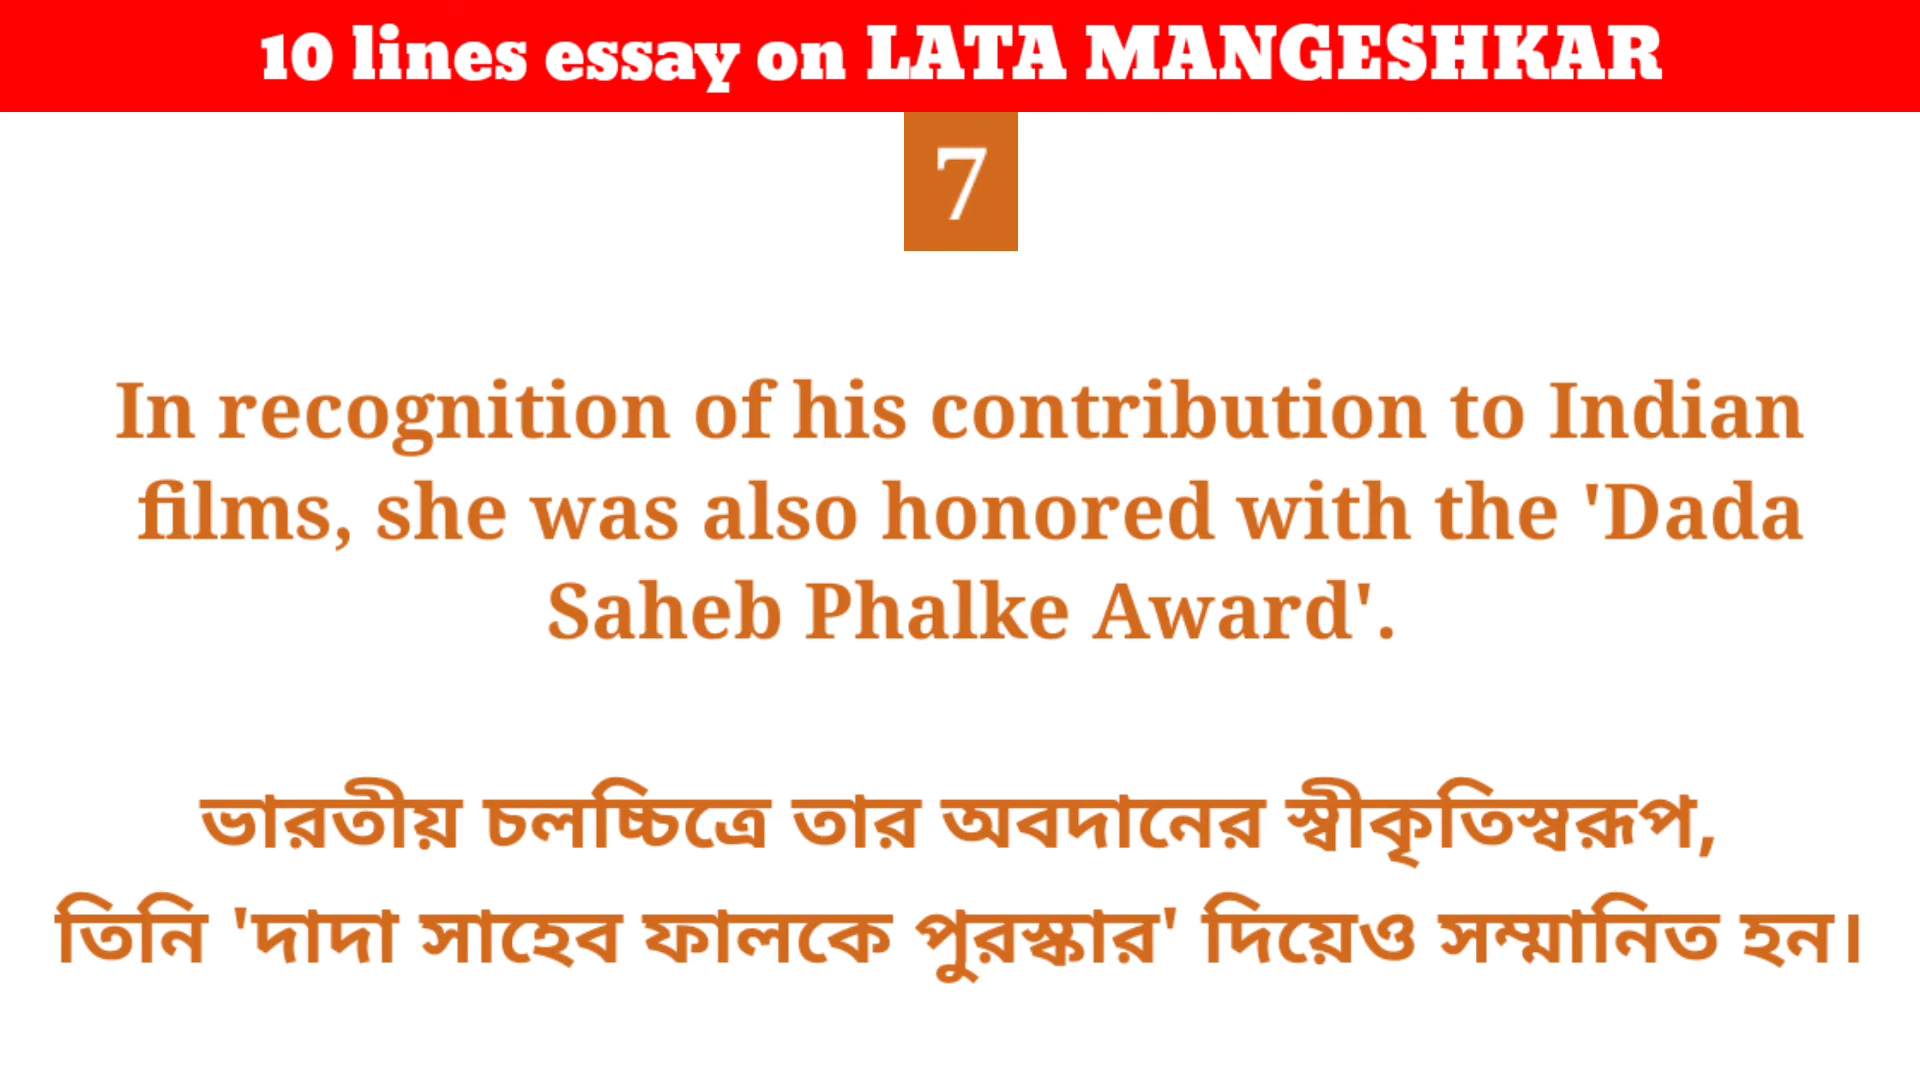 10 lines essay on LATA MANGESHKAR
7
In recognition of his contribution to Indian
films, she was also honored with the 'Dada
Saheb Phalke Award'.
ভারতীয় চলচ্চিত্রে তার অবদানের স্বীকৃতিস্বরূপ,
তিনি 'দাদা সাহেব ফালকে পুরস্কার' দিয়েও সম্মানিত হন।